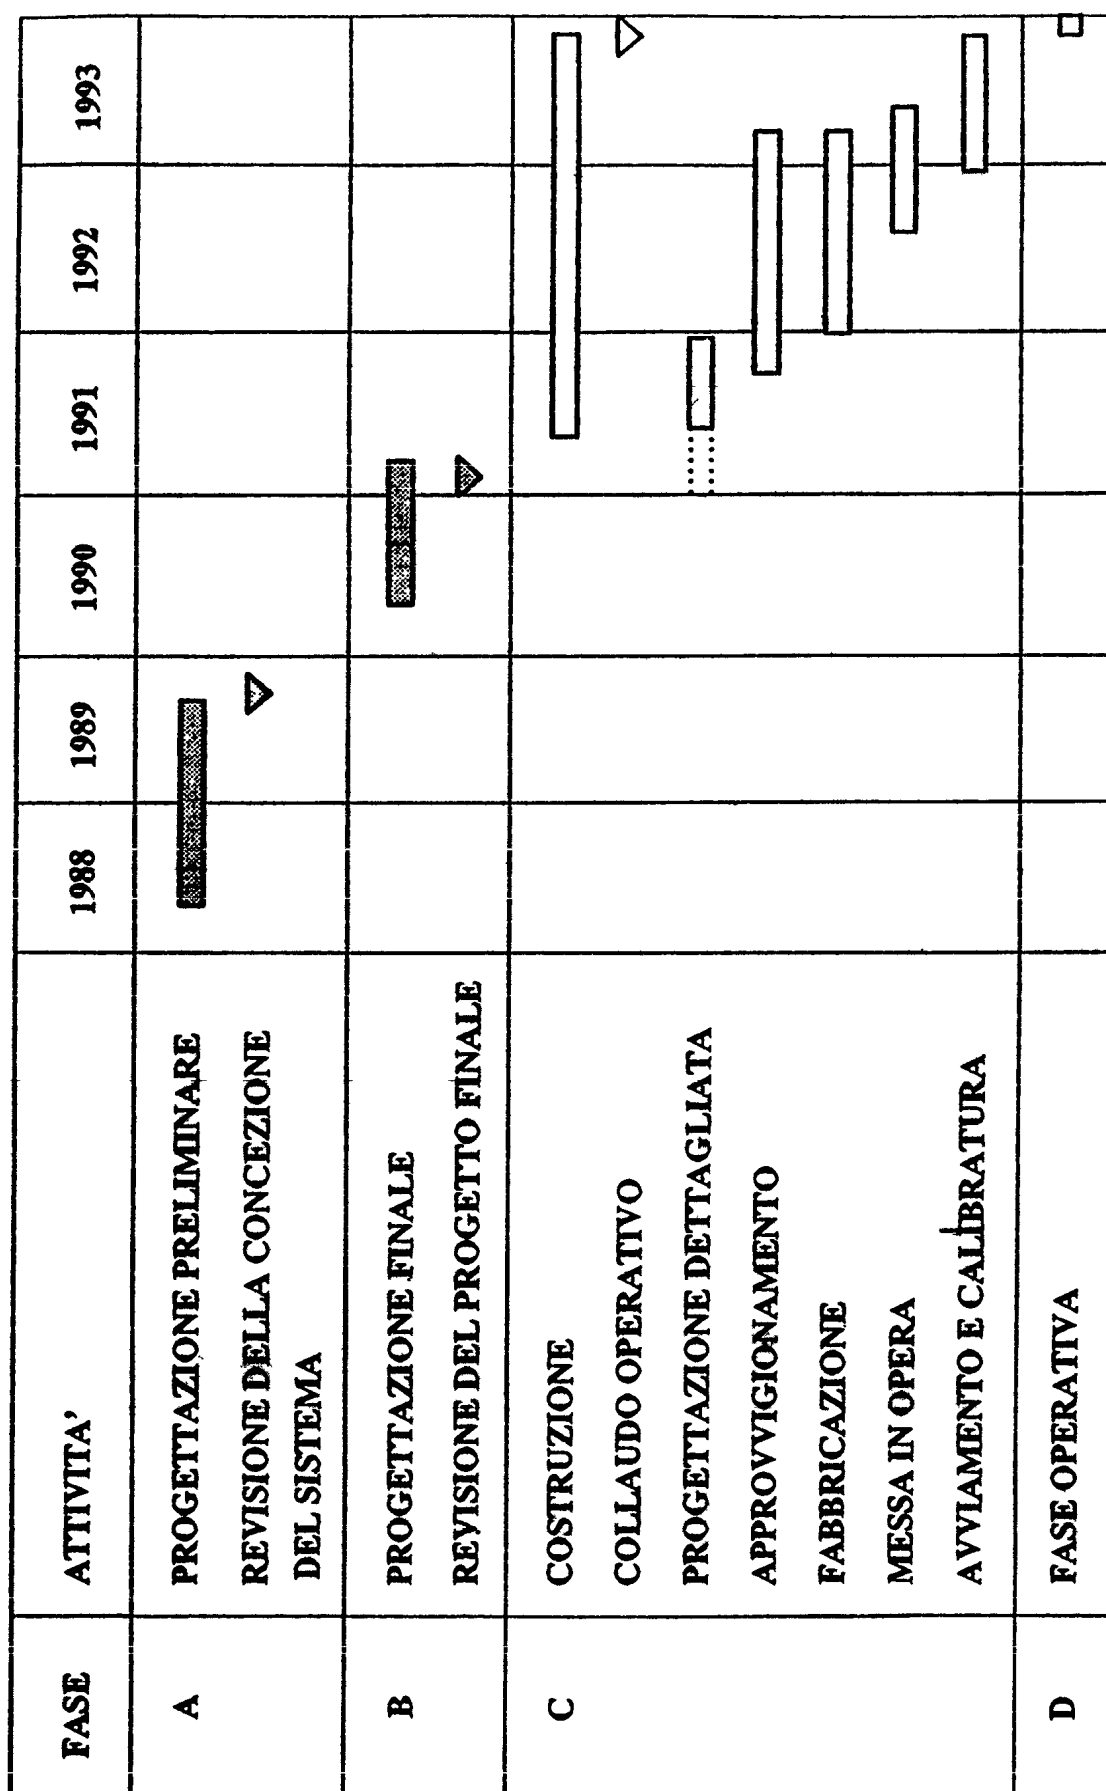 FASE ATTIVITA' 1988 1989 1990 1991 1992 1993
A PROGETTAZIONE PRELIMINARE
REVISIONE DELLA CONCEZIONE
DEL SISTEMA
B PROGETTAZIONE FINALE
REVISIONE DEL PROGETTO FINALE
C COSTRUZIONE
COLLAUDO OPERATIVO
PROGETTAZIONE DETTAGLIATA
APPROVVIGIONAMENTO
FABBRICAZIONE
MESSA IN OPERA
AVVIAMENTO E CALIBRATURA
D FASE OPERATIVA